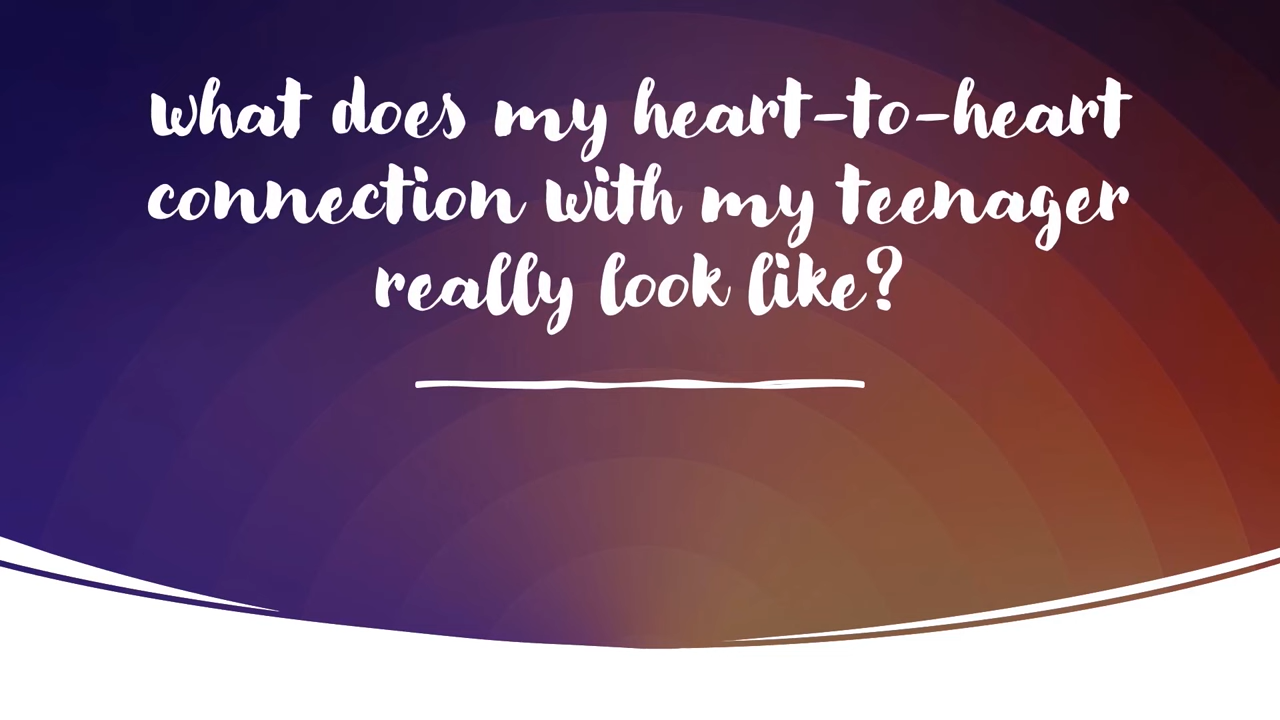 what does my heart-to-heart
connection with my teenager
really look like?